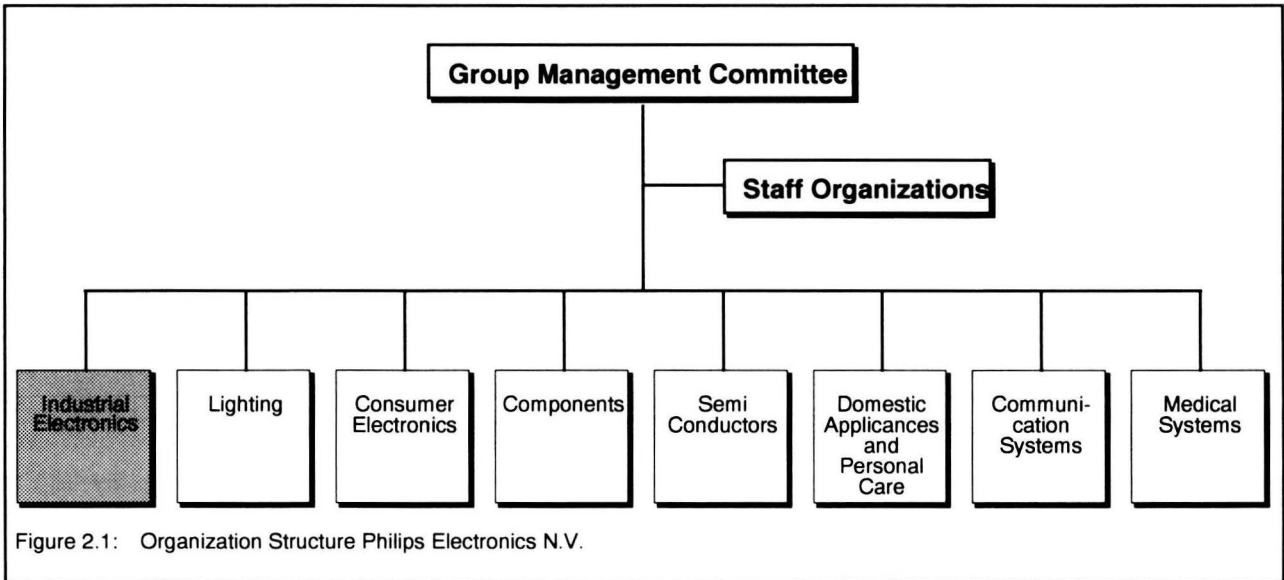 Group Management Committee
Staff Organizations
Industrial
Electronics
Lighting
Consumer
Electronics
Components
Semi
Conductors
Domestic
Applicances
and
Personal
Care
Communi-
cation
Systems
Medical
Systems
Figure 2.1: Organization Structure Philips Electronics N.V.